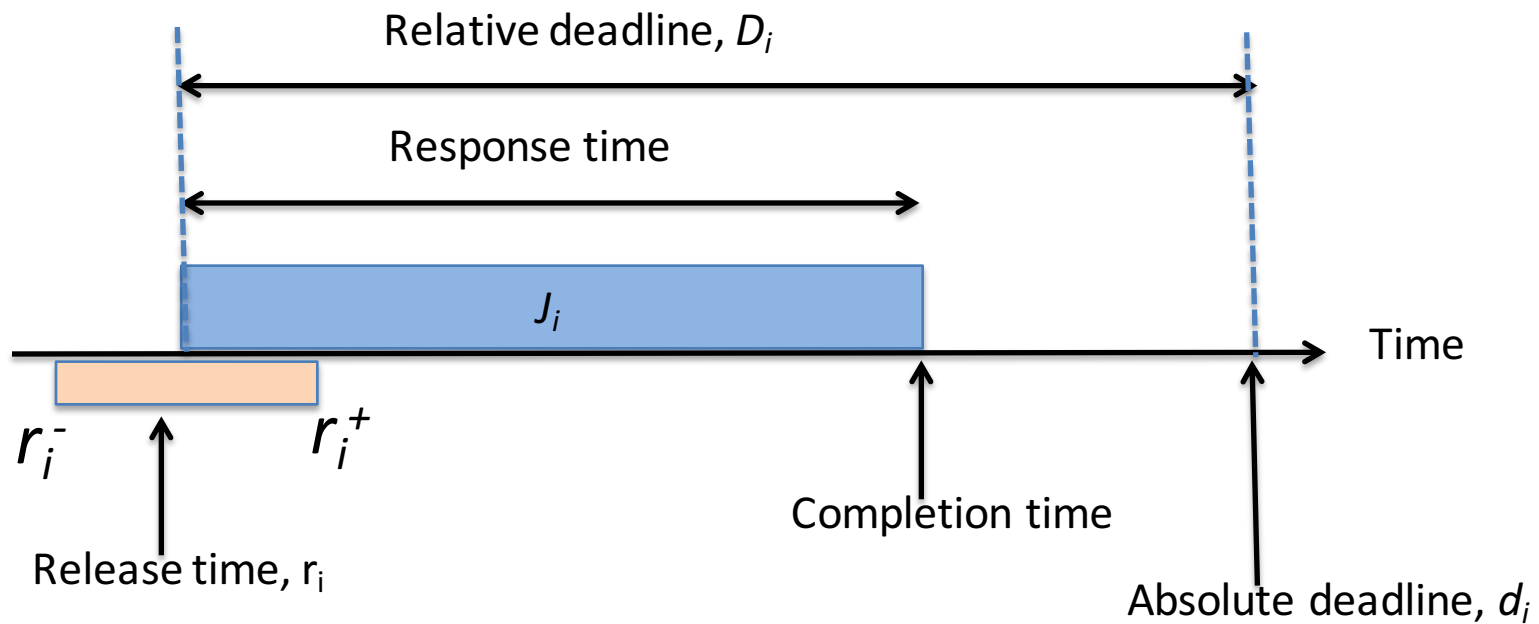 Relative deadline, Dᵢ
Response time
Jᵢ
Time
rᵢ⁻
rᵢ⁺
Completion time
Release time, rᵢ
Absolute deadline, dᵢ